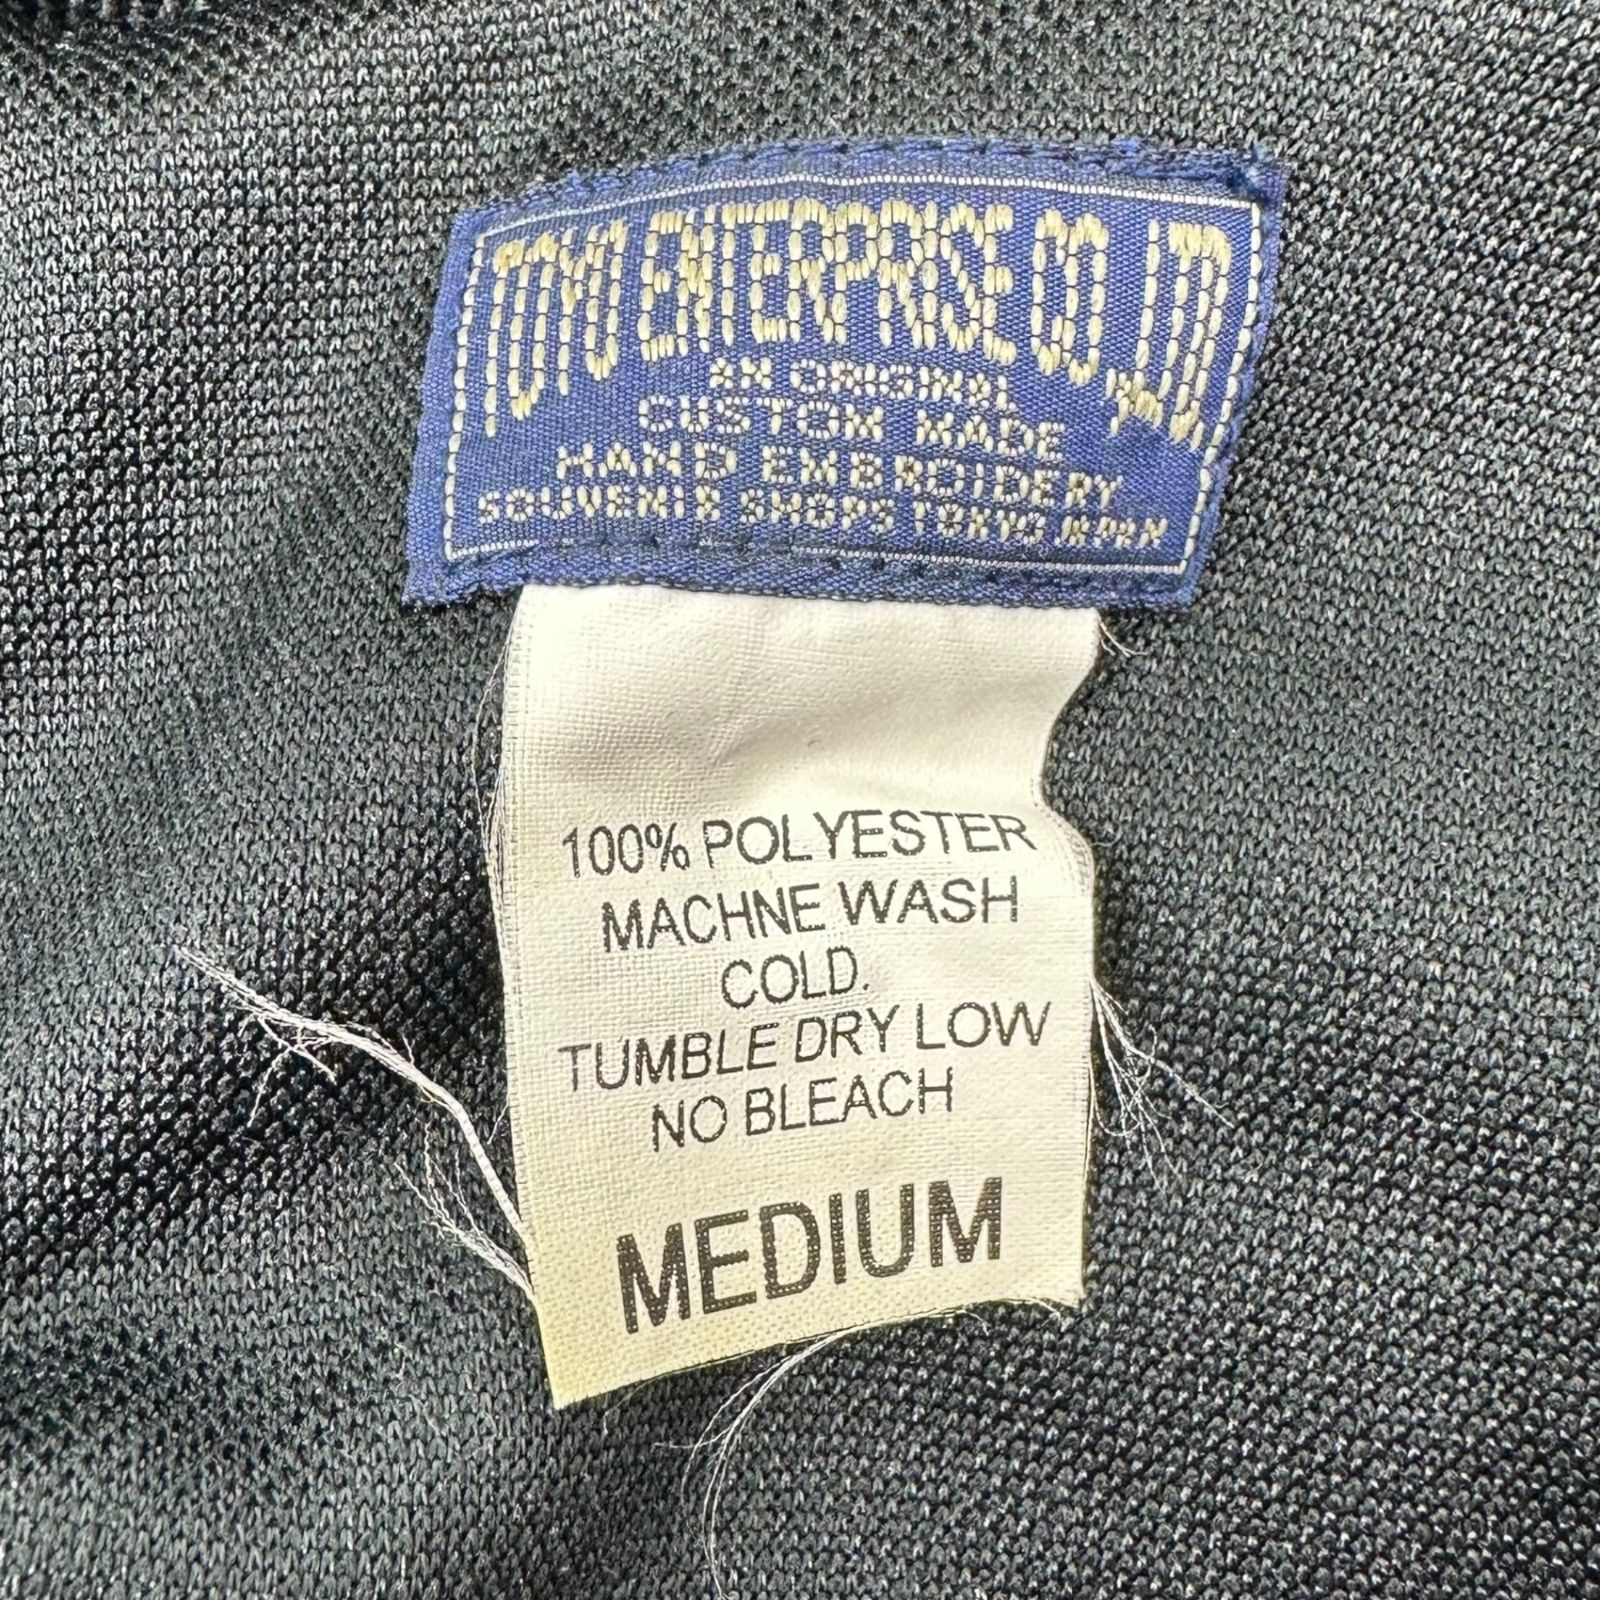 TOYO ENTERPRISE CO. LTD.
AN ORIGINAL
CUSTOM MADE
HAND EMBROIDERY
SOUVENIR SHOPS TOKYO JAPAN
100% POLYESTER
MACHNE WASH
COLD.
TUMBLE DRY LOW
NO BLEACH
MEDIUM